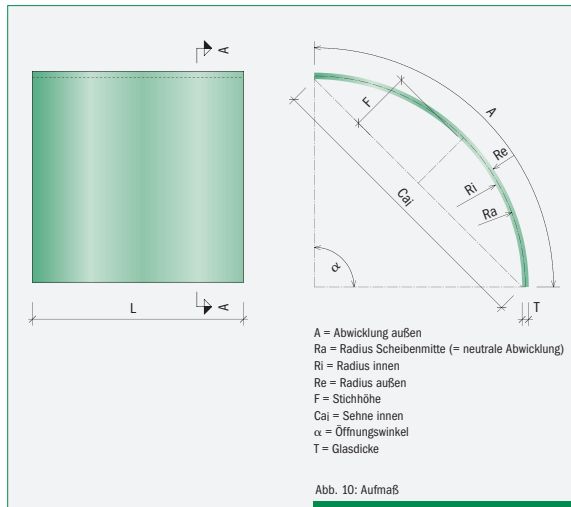 A
A
L
A
F
Re
Ri
Ra
Cai
α
T
A = Abwicklung außen
Ra = Radius Scheibenmitte (= neutrale Abwicklung)
Ri = Radius innen
Re = Radius außen
F = Stichhöhe
Cai = Sehne innen
α = Öffnungswinkel
T = Glasdicke
Abb. 10: Aufmaß